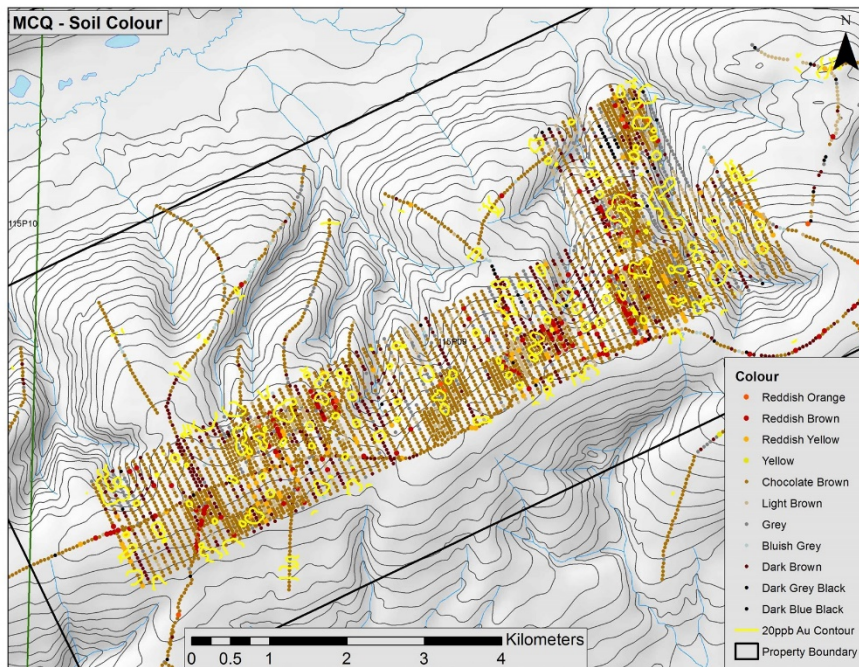 MCQ - Soil Colour
N
115P10
115P09
Colour
Reddish Orange
Reddish Brown
Reddish Yellow
Yellow
Chocolate Brown
Light Brown
Grey
Bluish Grey
Dark Brown
Dark Grey Black
Dark Blue Black
20ppb Au Contour
Property Boundary
Kilometers
0 0.5 1 2 3 4